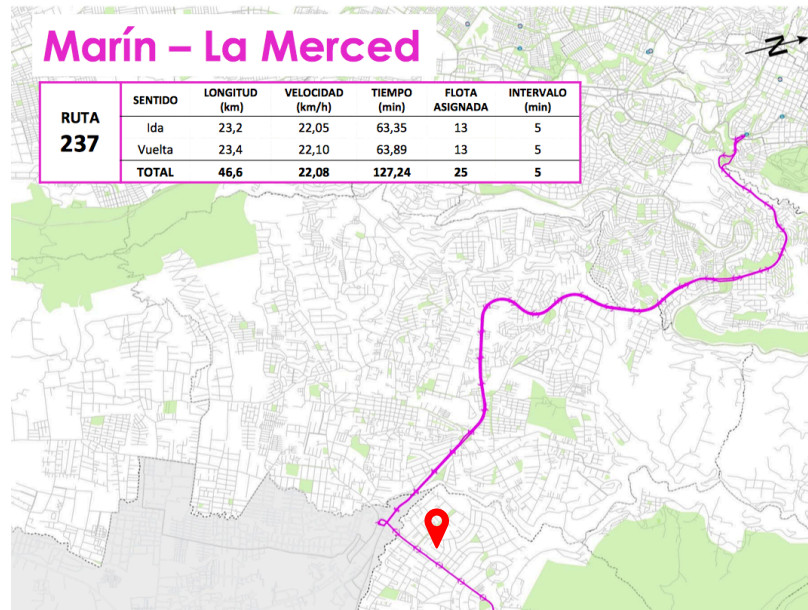 Marín – La Merced
RUTA
237
SENTIDO LONGITUD (km) VELOCIDAD (km/h) TIEMPO (min) FLOTA ASIGNADA INTERVALO (min)
Ida 23,2 22,05 63,35 13 5
Vuelta 23,4 22,10 63,89 13 5
TOTAL 46,6 22,08 127,24 25 5
N